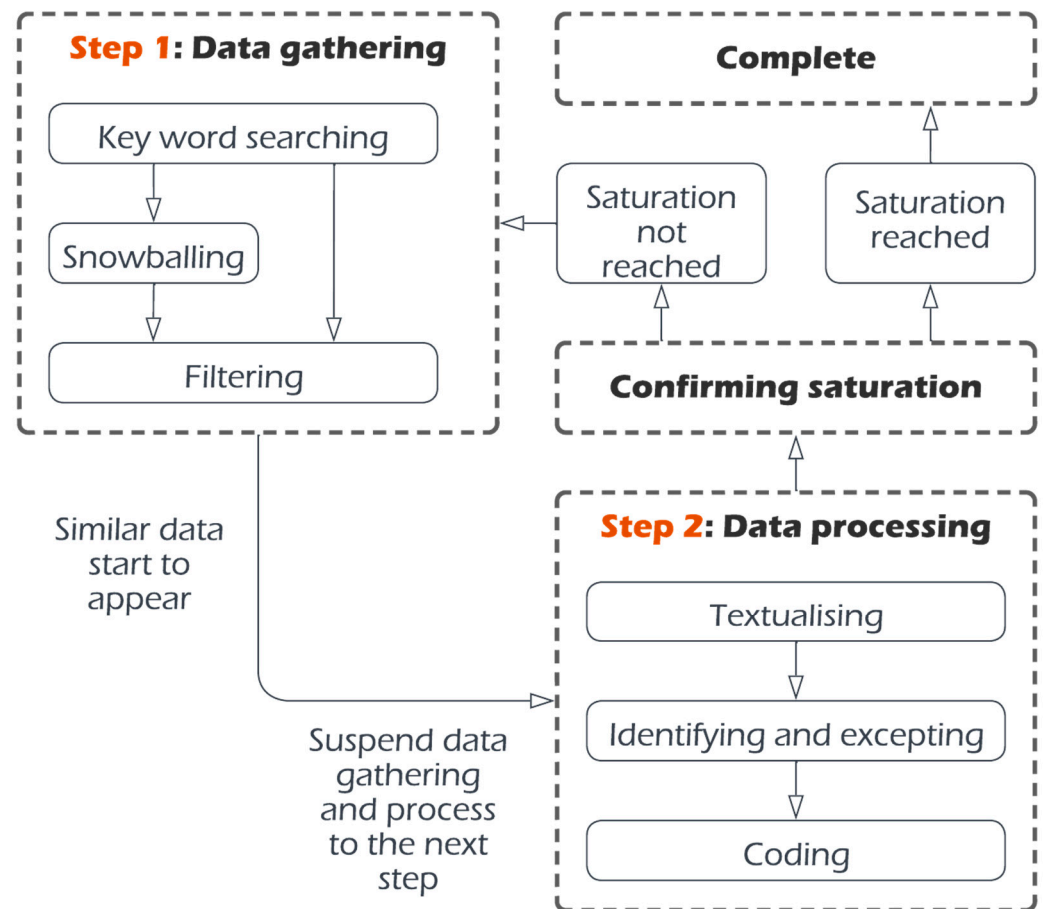 Step 1: Data gathering
Key word searching
Snowballing
Filtering
Complete
Saturation
not
reached
Saturation
reached
Confirming saturation
Similar data
start to
appear
Suspend data
gathering
and process
to the next
step
Step 2: Data processing
Textualising
Identifying and excepting
Coding